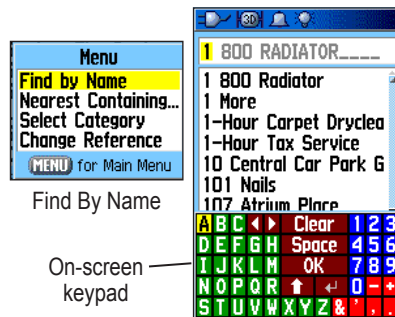 Menu
Find by Name
Nearest Containing...
Select Category
Change Reference
MENU for Main Menu
Find By Name
On-screen
keypad
3D
1 800 RADIATOR____
1 800 Radiator
1 More
1-Hour Carpet Dryclea
1-Hour Tax Service
10 Central Car Park G
101 Nails
107 Atrium Place
A B C Clear 1 2 3
D E F G H Space 4 5 6
I J K L M OK 7 8 9
N O P Q R 0 - +
S T U V W X Y Z & ' , .